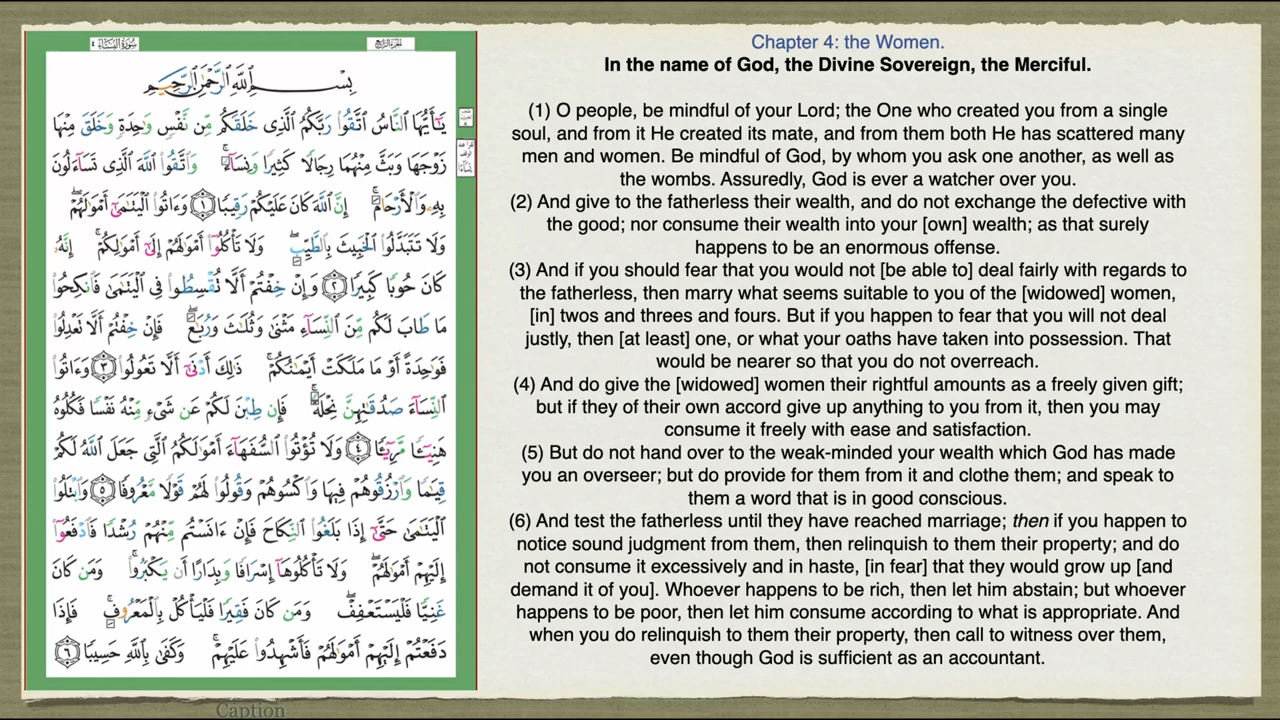 سُورَةُ النِّسَاءِ ٤
الجزء الرابع
بِسْمِ ٱللَّهِ ٱلرَّحْمَٰنِ ٱلرَّحِيمِ
يَـٰٓأَيُّهَا ٱلنَّاسُ ٱتَّقُوا۟ رَبَّكُمُ ٱلَّذِى خَلَقَكُم مِّن نَّفْسٍ وَٰحِدَةٍ وَخَلَقَ مِنْهَا
زَوْجَهَا وَبَثَّ مِنْهُمَا رِجَالًا كَثِيرًا وَنِسَآءً ۚ وَٱتَّقُوا۟ ٱللَّهَ ٱلَّذِى تَسَآءَلُونَ
بِهِۦ وَٱلْأَرْحَامَ ۚ إِنَّ ٱللَّهَ كَانَ عَلَيْكُمْ رَقِيبًا ١ وَءَاتُوا۟ ٱلْيَتَـٰمَىٰٓ أَمْوَٰلَهُمْ ۖ
وَلَا تَتَبَدَّلُوا۟ ٱلْخَبِيثَ بِٱلطَّيِّبِ ۖ وَلَا تَأْكُلُوٓا۟ أَمْوَٰلَهُمْ إِلَىٰٓ أَمْوَٰلِكُمْ ۚ إِنَّهُۥ
كَانَ حُوبًا كَبِيرًا ٢ وَإِنْ خِفْتُمْ أَلَّا تُقْسِطُوا۟ فِى ٱلْيَتَـٰمَىٰ فَٱنكِحُوا۟
مَا طَابَ لَكُم مِّنَ ٱلنِّسَآءِ مَثْنَىٰ وَثُلَـٰثَ وَرُبَـٰعَ ۖ فَإِنْ خِفْتُمْ أَلَّا تَعْدِلُوا۟
فَوَٰحِدَةً أَوْ مَا مَلَكَتْ أَيْمَـٰنُكُمْ ۚ ذَٰلِكَ أَدْنَىٰٓ أَلَّا تَعُولُوا۟ ٣ وَءَاتُوا۟
ٱلنِّسَآءَ صَدُقَـٰتِهِنَّ نِحْلَةً ۚ فَإِن طِبْنَ لَكُمْ عَن شَىْءٍ مِّنْهُ نَفْسًا فَكُلُوهُ
هَنِيٓـًٔا مَّرِيٓـًٔا ٤ وَلَا تُؤْتُوا۟ ٱلسُّفَهَآءَ أَمْوَٰلَكُمُ ٱلَّتِى جَعَلَ ٱللَّهُ لَكُمْ
قِيَـٰمًا وَٱرْزُقُوهُمْ فِيهَا وَٱكْسُوهُمْ وَقُولُوا۟ لَهُمْ قَوْلًا مَّعْرُوفًا ٥ وَٱبْتَلُوا۟
ٱلْيَتَـٰمَىٰ حَتَّىٰٓ إِذَا بَلَغُوا۟ ٱلنِّكَاحَ فَإِنْ ءَانَسْتُم مِّنْهُمْ رُشْدًا فَٱدْفَعُوٓا۟
إِلَيْهِمْ أَمْوَٰلَهُمْ ۖ وَلَا تَأْكُلُوهَآ إِسْرَافًا وَبِدَارًا أَن يَكْبَرُوا۟ ۚ وَمَن كَانَ
غَنِيًّا فَلْيَسْتَعْفِفْ ۖ وَمَن كَانَ فَقِيرًا فَلْيَأْكُلْ بِٱلْمَعْرُوفِ ۚ فَإِذَا
دَفَعْتُمْ إِلَيْهِمْ أَمْوَٰلَهُمْ فَأَشْهِدُوا۟ عَلَيْهِمْ ۚ وَكَفَىٰ بِٱللَّهِ حَسِيبًا ٦
Chapter 4: the Women.
In the name of God, the Divine Sovereign, the Merciful.
(1) O people, be mindful of your Lord; the One who created you from a single
soul, and from it He created its mate, and from them both He has scattered many
men and women. Be mindful of God, by whom you ask one another, as well as
the wombs. Assuredly, God is ever a watcher over you.
(2) And give to the fatherless their wealth, and do not exchange the defective with
the good; nor consume their wealth into your [own] wealth; as that surely
happens to be an enormous offense.
(3) And if you should fear that you would not [be able to] deal fairly with regards to
the fatherless, then marry what seems suitable to you of the [widowed] women,
[in] twos and threes and fours. But if you happen to fear that you will not deal
justly, then [at least] one, or what your oaths have taken into possession. That
would be nearer so that you do not overreach.
(4) And do give the [widowed] women their rightful amounts as a freely given gift;
but if they of their own accord give up anything to you from it, then you may
consume it freely with ease and satisfaction.
(5) But do not hand over to the weak-minded your wealth which God has made
you an overseer; but do provide for them from it and clothe them; and speak to
them a word that is in good conscious.
(6) And test the fatherless until they have reached marriage; then if you happen to
notice sound judgment from them, then relinquish to them their property; and do
not consume it excessively and in haste, [in fear] that they would grow up [and
demand it of you]. Whoever happens to be rich, then let him abstain; but whoever
happens to be poor, then let him consume according to what is appropriate. And
when you do relinquish to them their property, then call to witness over them,
even though God is sufficient as an accountant.
Caption